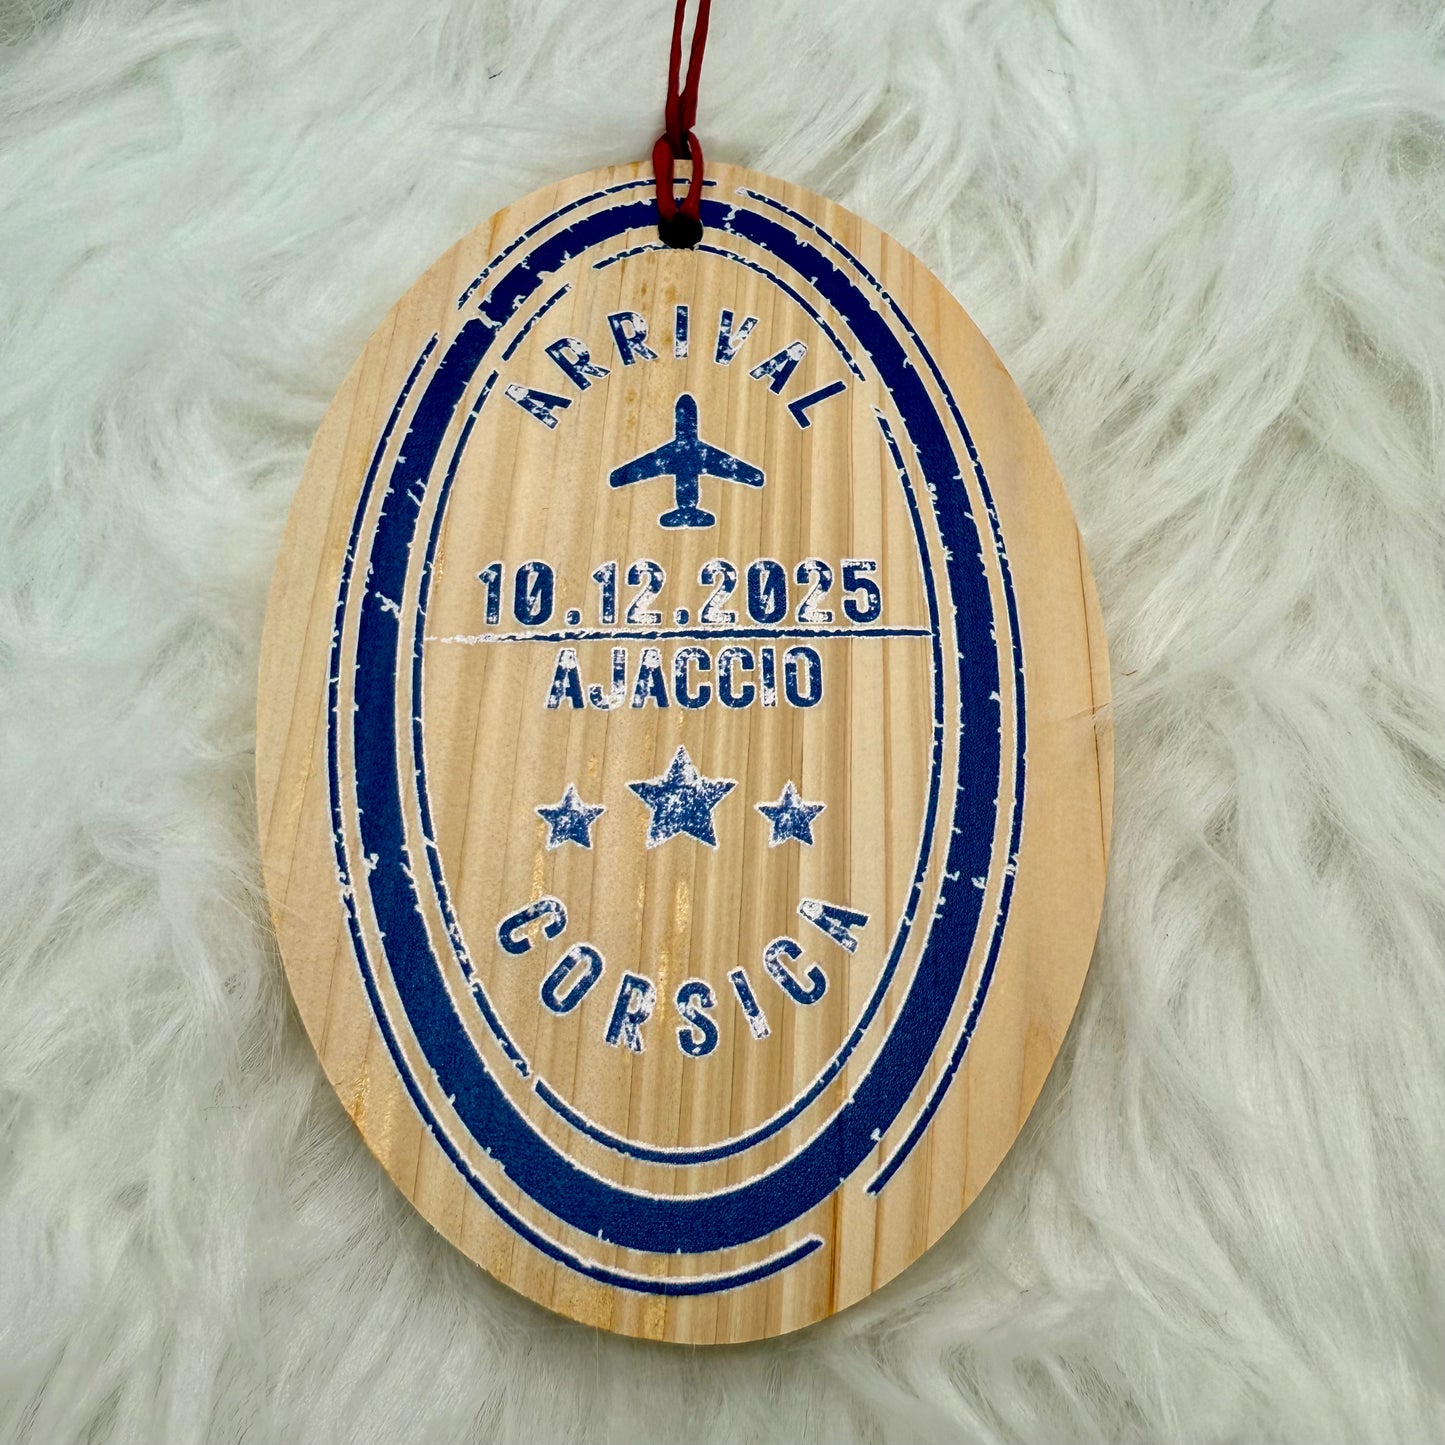 ARRIVAL
10.12.2025
AJACCIO
CORSICA